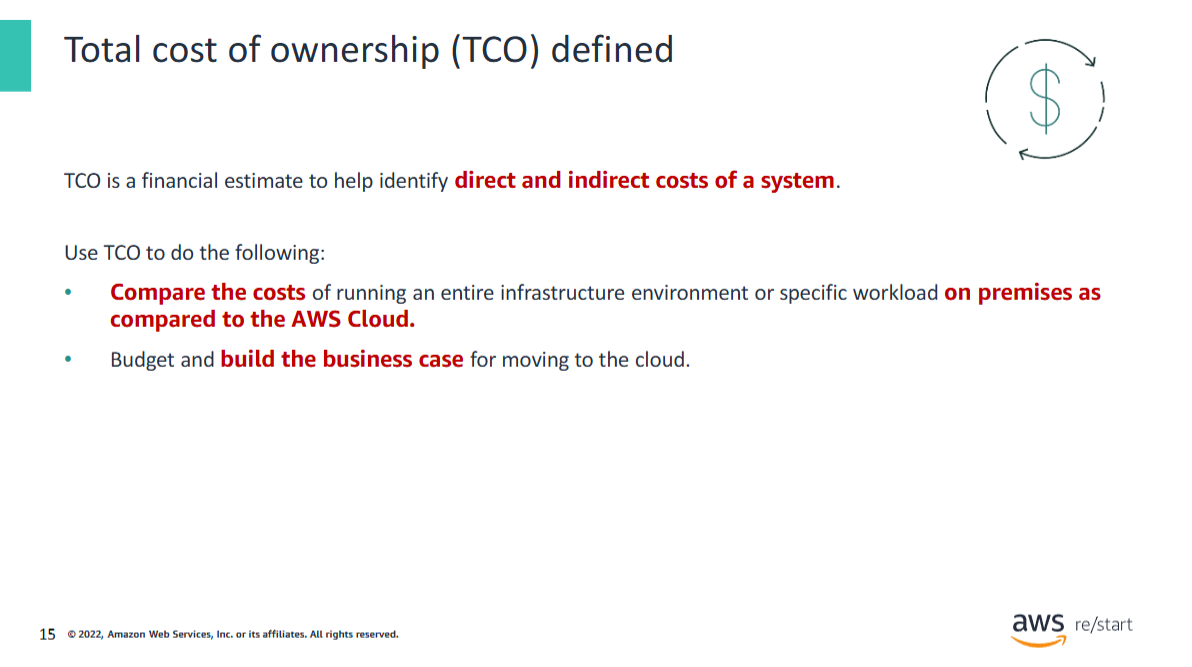 Total cost of ownership (TCO) defined
$
TCO is a financial estimate to help identify direct and indirect costs of a system.
Use TCO to do the following:
• Compare the costs of running an entire infrastructure environment or specific workload on premises as
compared to the AWS Cloud.
• Budget and build the business case for moving to the cloud.
15 © 2022, Amazon Web Services, Inc. or its affiliates. All rights reserved.
aws re/start